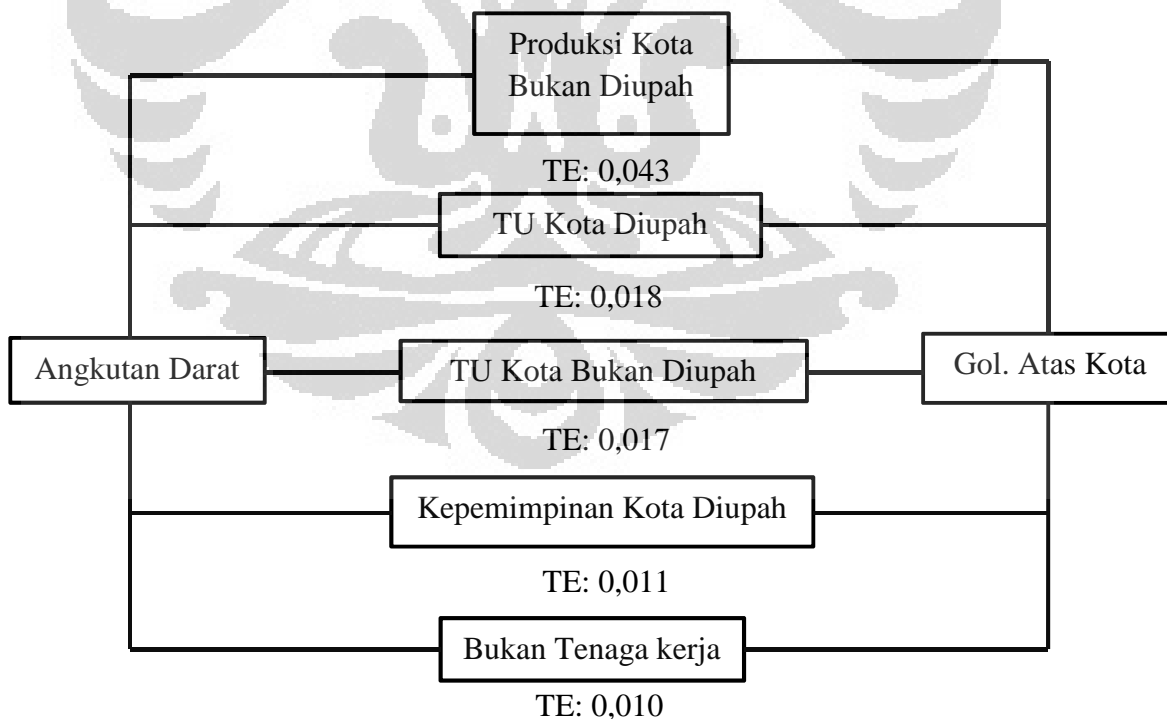 Produksi Kota
Bukan Diupah
TE: 0,043
TU Kota Diupah
TE: 0,018
Angkutan Darat
TU Kota Bukan Diupah
Gol. Atas Kota
TE: 0,017
Kepemimpinan Kota Diupah
TE: 0,011
Bukan Tenaga kerja
TE: 0,010